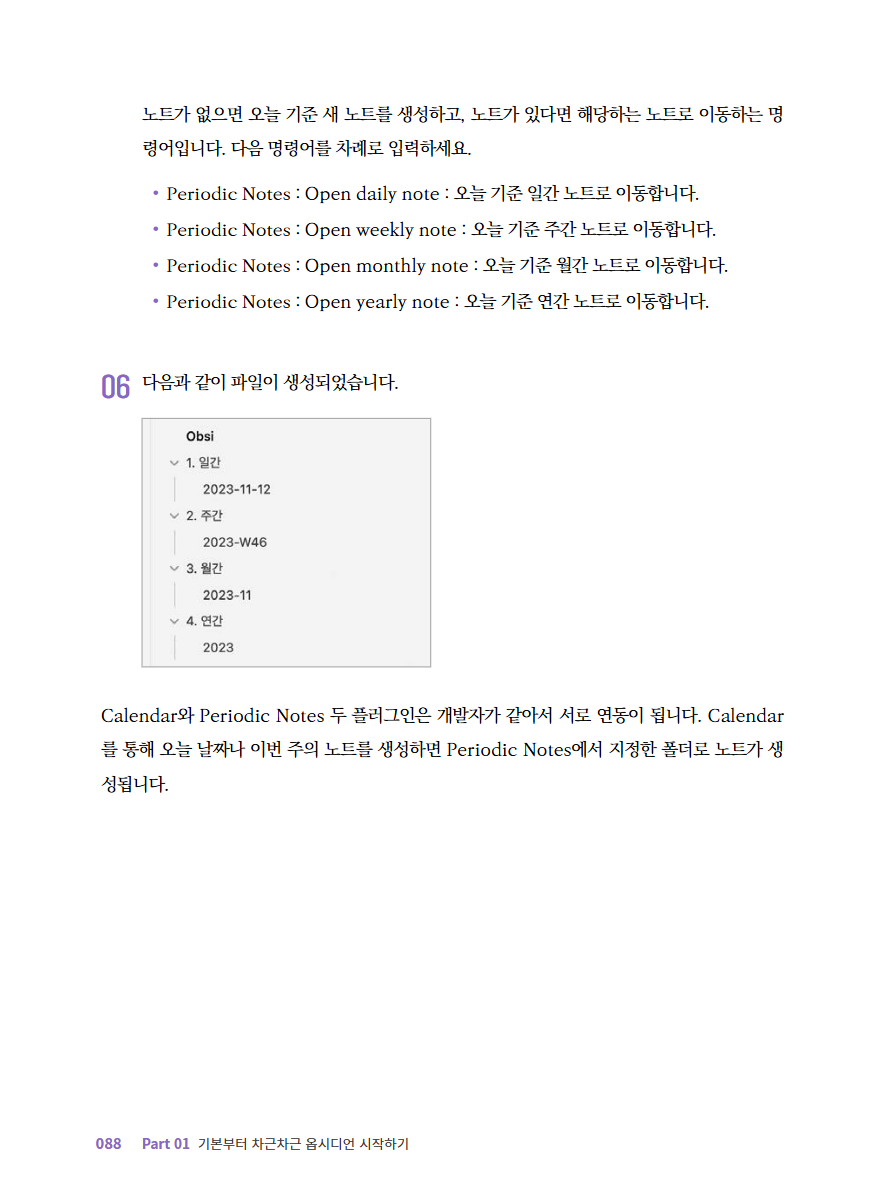 노트가 없으면 오늘 기준 새 노트를 생성하고, 노트가 있다면 해당하는 노트로 이동하는 명
령어입니다. 다음 명령어를 차례로 입력하세요.
• Periodic Notes : Open daily note : 오늘 기준 일간 노트로 이동합니다.
• Periodic Notes : Open weekly note : 오늘 기준 주간 노트로 이동합니다.
• Periodic Notes : Open monthly note : 오늘 기준 월간 노트로 이동합니다.
• Periodic Notes : Open yearly note : 오늘 기준 연간 노트로 이동합니다.
06 다음과 같이 파일이 생성되었습니다.
Obsi
1. 일간
2023-11-12
2. 주간
2023-W46
3. 월간
2023-11
4. 연간
2023
Calendar와 Periodic Notes 두 플러그인은 개발자가 같아서 서로 연동이 됩니다. Calendar
를 통해 오늘 날짜나 이번 주의 노트를 생성하면 Periodic Notes에서 지정한 폴더로 노트가 생
성됩니다.
088 Part 01 기본부터 차근차근 옵시디언 시작하기